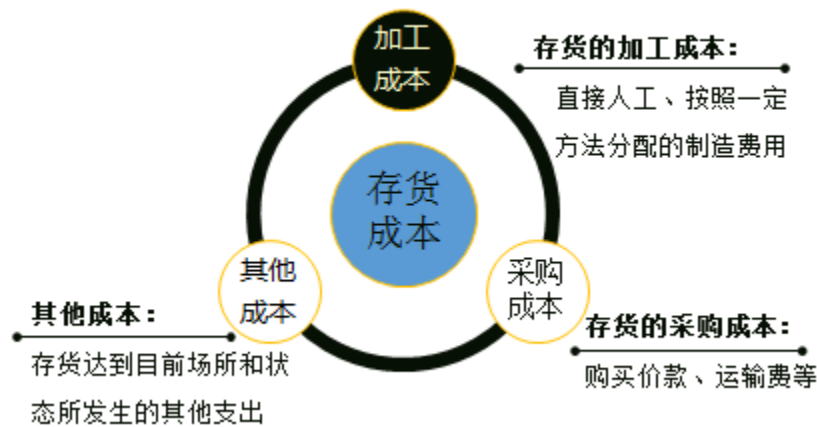 加工
成本
存货的加工成本：
直接人工、按照一定
方法分配的制造费用
存货
成本
其他
成本
采购
成本
其他成本：
存货达到目前场所和状
态所发生的其他支出
存货的采购成本：
购买价款、运输费等